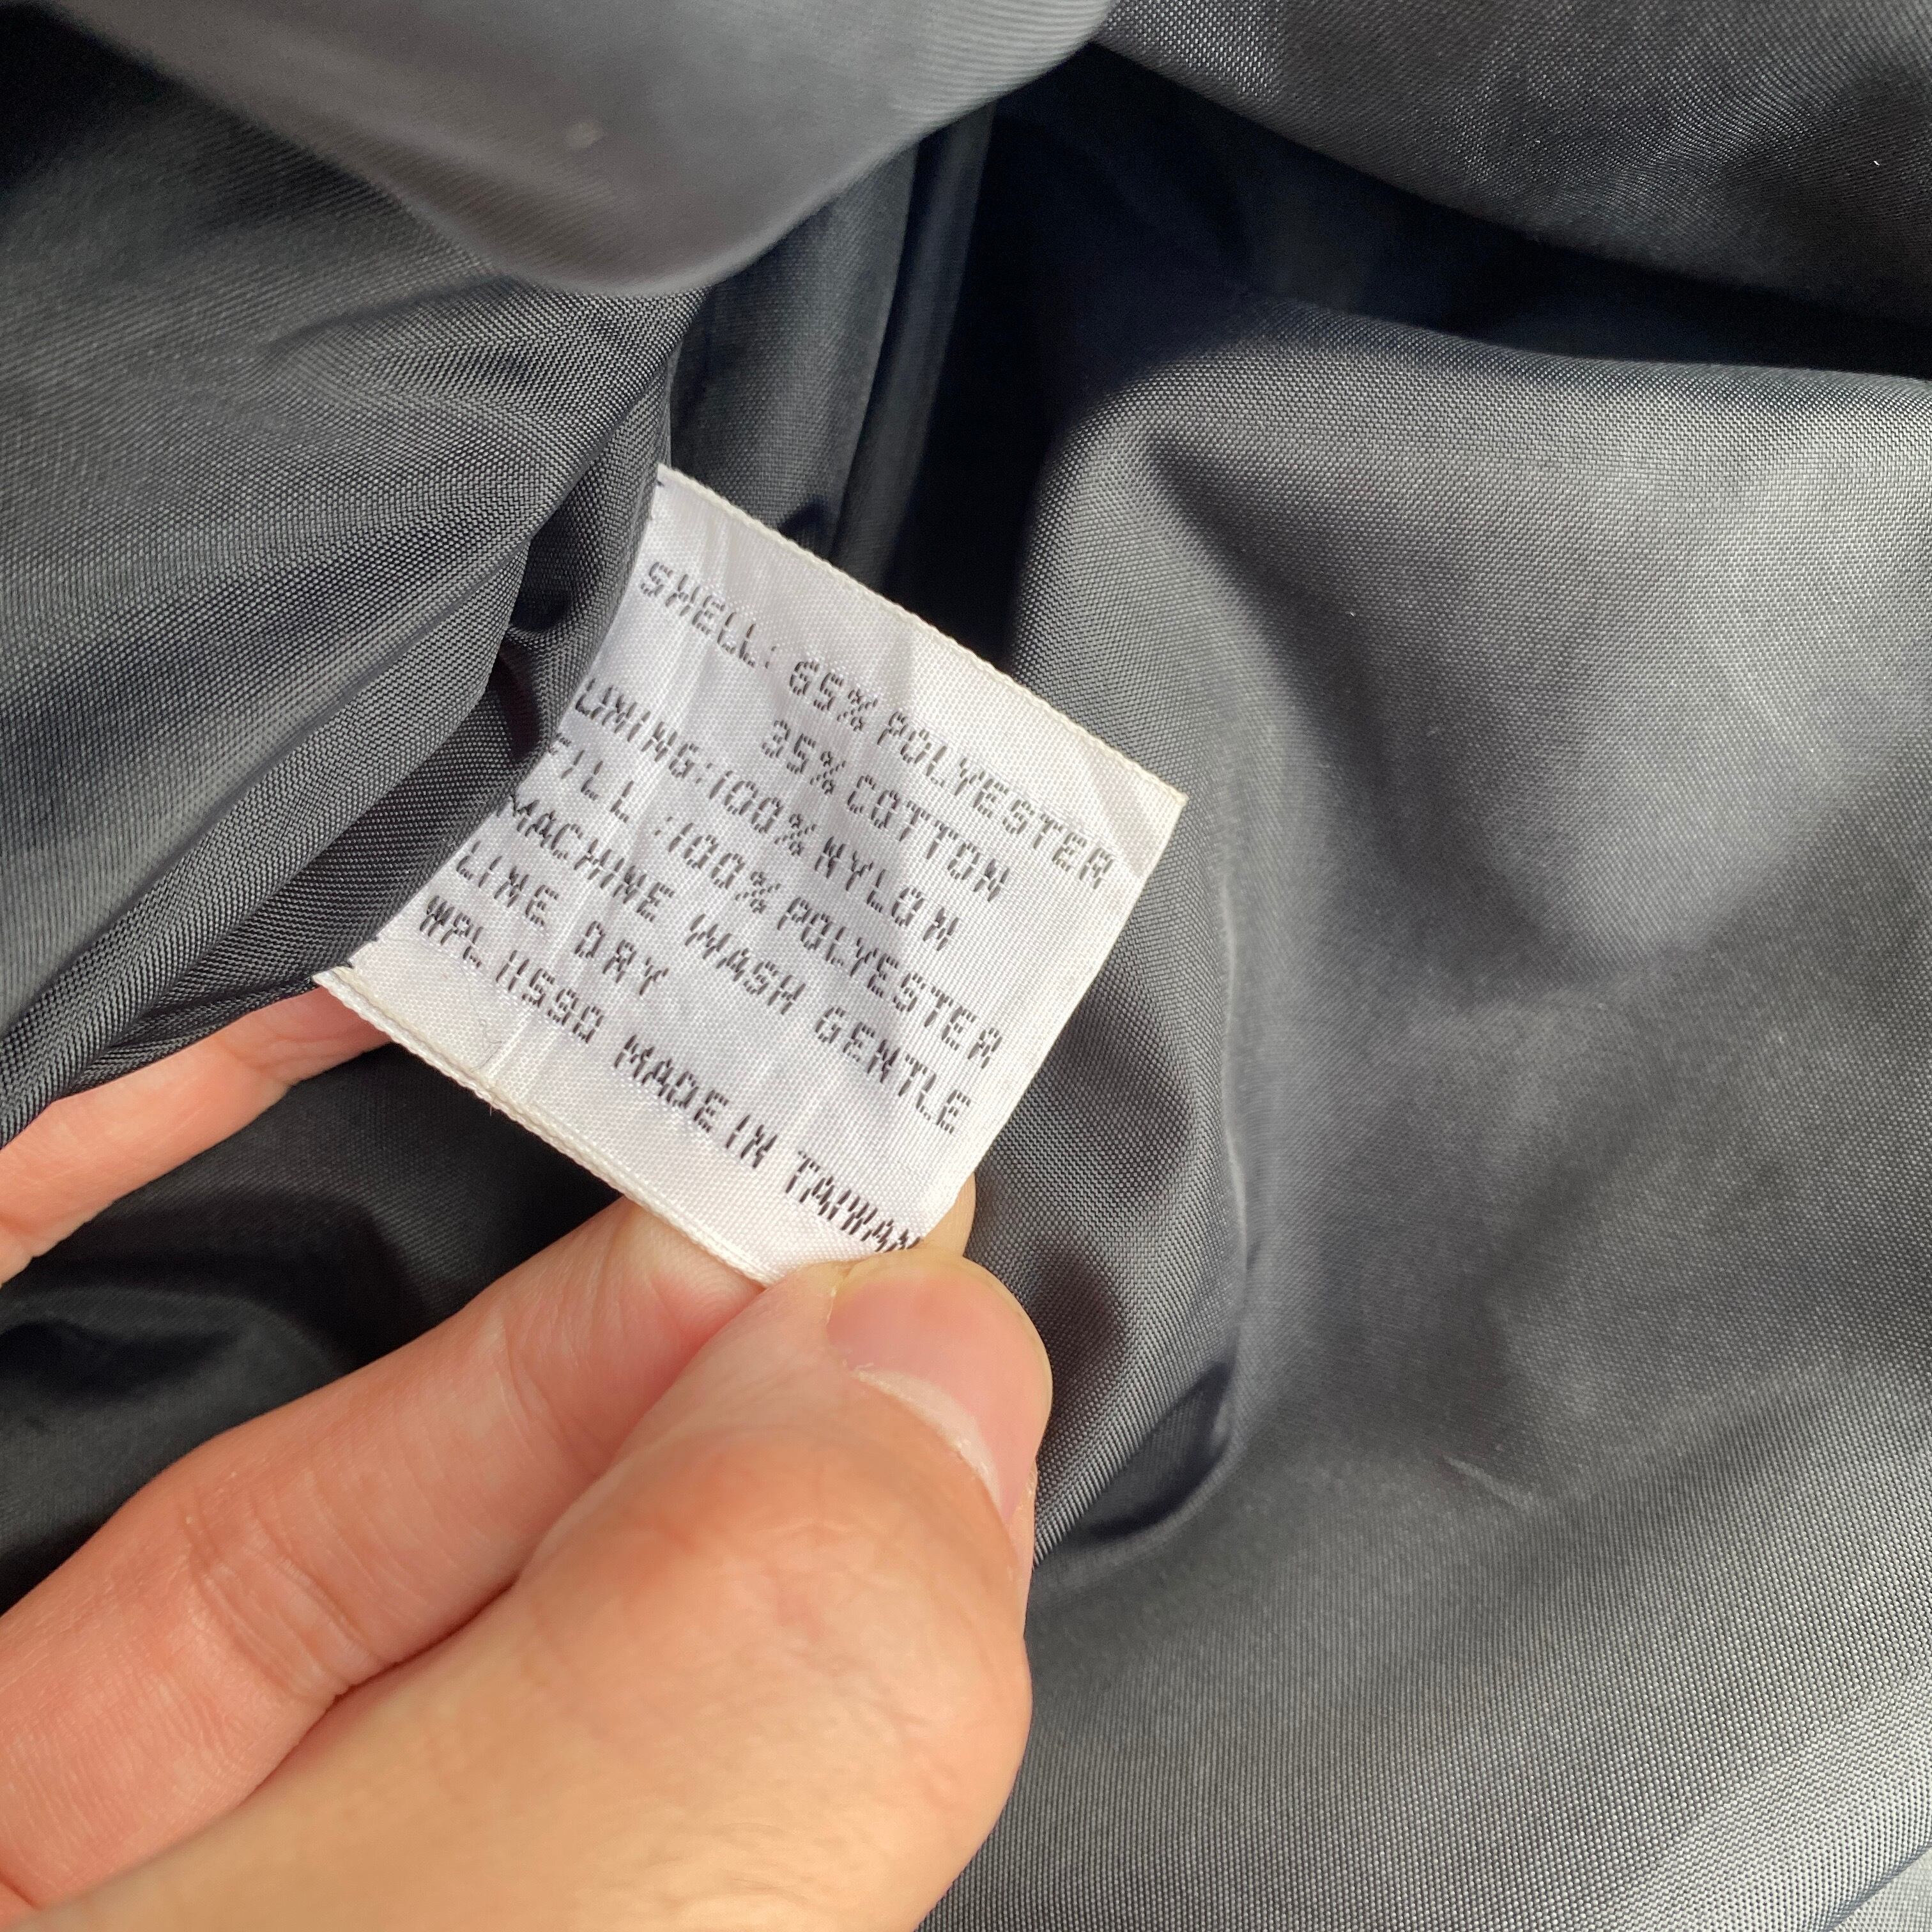 SHELL: 65% POLYESTER
35% COTTON
LINING: 100% NYLON
FILL : 100% POLYESTER
MACHINE WASH GENTLE
LINE DRY
WPL 11590 MADE IN TAIWAN